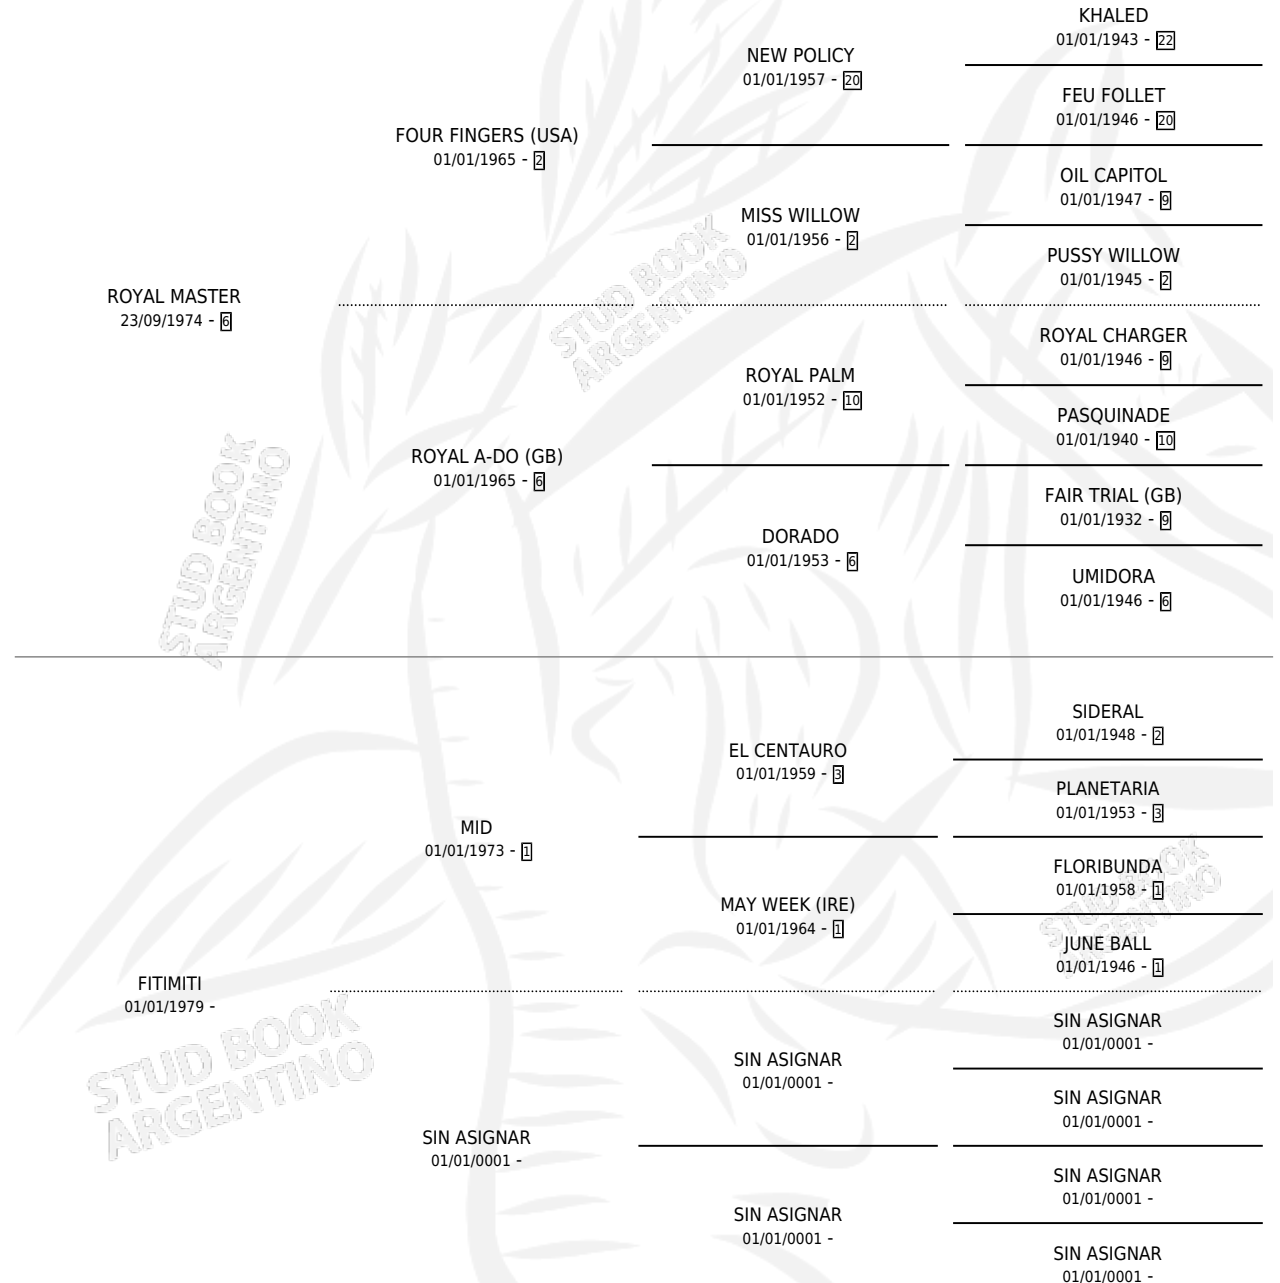 KHALED
01/01/1943 - 22
NEW POLICY
01/01/1957 - 20
FEU FOLLET
01/01/1946 - 20
FOUR FINGERS (USA)
01/01/1965 - 2
OIL CAPITOL
01/01/1947 - 9
MISS WILLOW
01/01/1956 - 2
PUSSY WILLOW
01/01/1945 - 2
ROYAL MASTER
23/09/1974 - 6
ROYAL CHARGER
01/01/1946 - 9
ROYAL PALM
01/01/1952 - 10
PASQUINADE
01/01/1940 - 10
ROYAL A-DO (GB)
01/01/1965 - 6
FAIR TRIAL (GB)
01/01/1932 - 9
DORADO
01/01/1953 - 6
UMIDORA
01/01/1946 - 6
STUD BOOK
ARGENTINO
STUD BOOK
ARGENTINO
SIDERAL
01/01/1948 - 2
EL CENTAURO
01/01/1959 - 3
PLANETARIA
01/01/1953 - 3
MID
01/01/1973 - 1
FLORIBUNDA
01/01/1958 - 1
MAY WEEK (IRE)
01/01/1964 - 1
JUNE BALL
01/01/1946 - 1
FITIMITI
01/01/1979 -
SIN ASIGNAR
01/01/0001 -
SIN ASIGNAR
01/01/0001 -
SIN ASIGNAR
01/01/0001 -
SIN ASIGNAR
01/01/0001 -
SIN ASIGNAR
01/01/0001 -
SIN ASIGNAR
01/01/0001 -
SIN ASIGNAR
01/01/0001 -
STUD BOOK
ARGENTINO
STUD BOOK
ARGENTINO